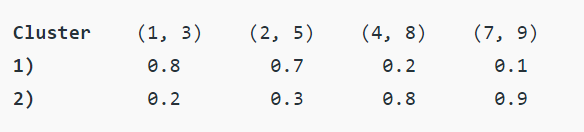 Cluster (1, 3) (2, 5) (4, 8) (7, 9)
1) 0.8 0.7 0.2 0.1
2) 0.2 0.3 0.8 0.9